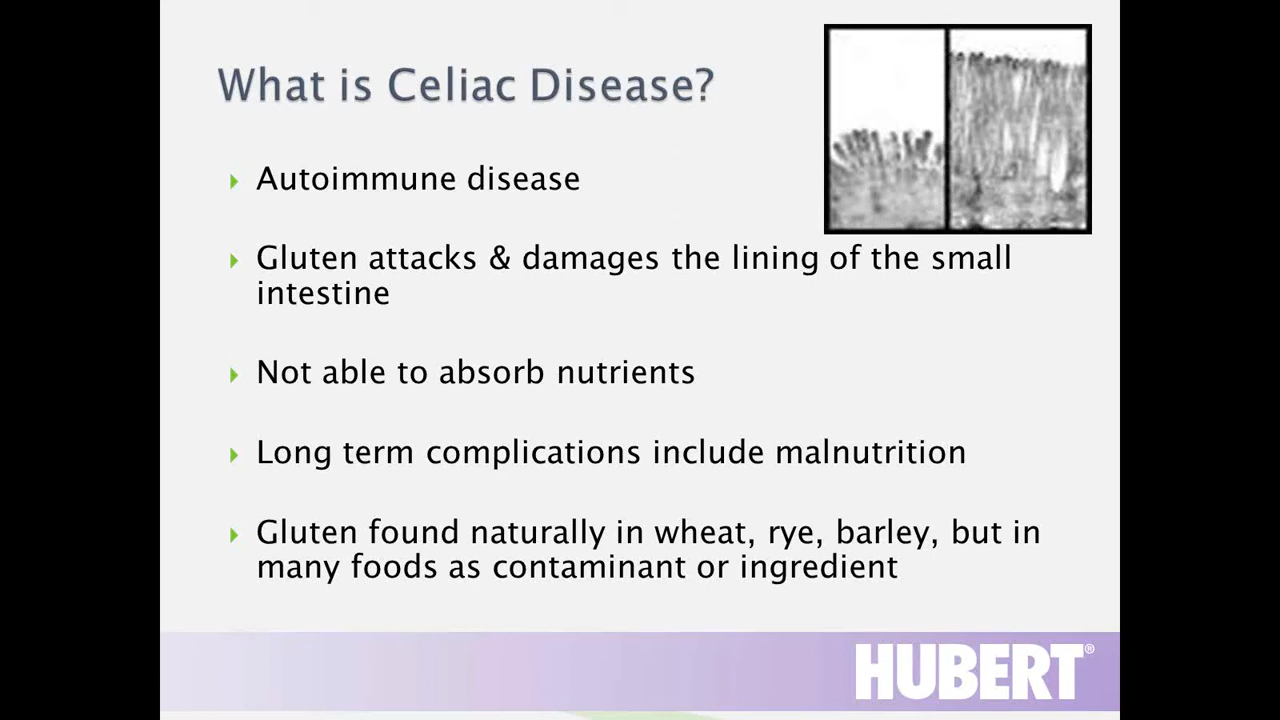 What is Celiac Disease?
Autoimmune disease
Gluten attacks & damages the lining of the small
intestine
Not able to absorb nutrients
Long term complications include malnutrition
Gluten found naturally in wheat, rye, barley, but in
many foods as contaminant or ingredient
HUBERT®